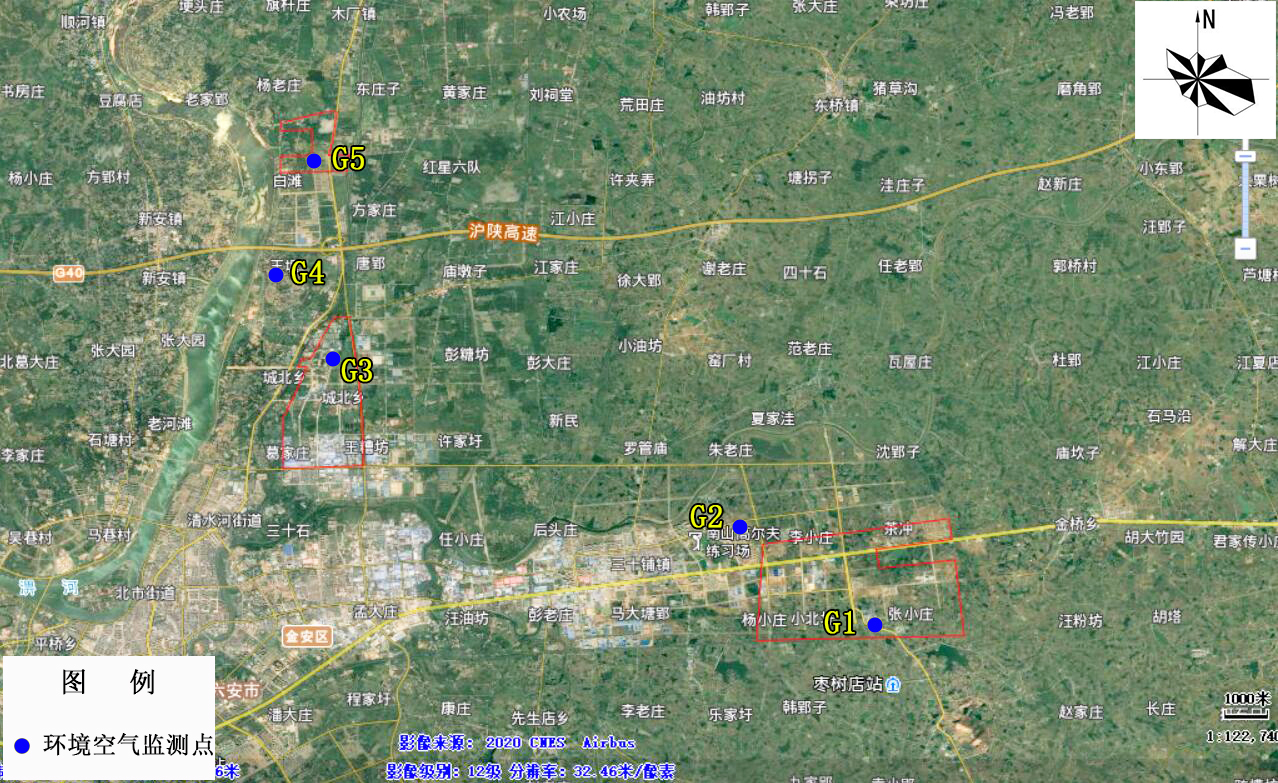 埂头庄
旗杆庄
木厂镇
小农场
韩郢子
张大庄
冯老郢
顺河镇
N
书房庄
豆腐店
老家郢
杨老庄
东庄子
黄家庄
刘祠堂
荒田庄
油坊村
东桥镇
猪草沟
磨角郢
G5
杨小庄
方郢村
白滩
红星六队
许夹弄
塘拐子
洼庄子
赵新庄
小东郢
新安镇
方家庄
江小庄
沪陕高速
汪郢子
G40
新安镇
G4
唐郢
庙墩子
江家庄
徐大郢
谢老庄
四十石
任老郢
郭桥村
北葛大庄
张大园
张大园
城北乡
G3
彭糖坊
彭大庄
小油坊
窑厂村
范老庄
瓦屋庄
杜郢
江小庄
城北乡
老河滩
新民
夏家洼
石马沿
李家庄
石塘村
葛家庄
王糟坊
许家圩
罗管庙
朱老庄
沈郢子
庙坎子
解大庄
吴巷村
马巷村
清水河街道
三十石
任小庄
后头庄
G2
南山高尔夫
练习场
李小庄
茶冲
金桥乡
胡大竹园
君家传小庄
三十铺镇
淠 河
北市街道
孟大庄
汪油坊
彭老庄
马大塘郢
杨小庄
G1
张小庄
汪粉坊
胡塔
平桥乡
金安区
六安市
枣树店站
潘大庄
程家圩
康庄
先生店乡
李老庄
乐家圩
韩郢子
赵家庄
长庄
1000米
图 例
环境空气监测点
影像来源: 2020 CNES Airbus
影像级别: 12级 分辨率: 32.46米/像素